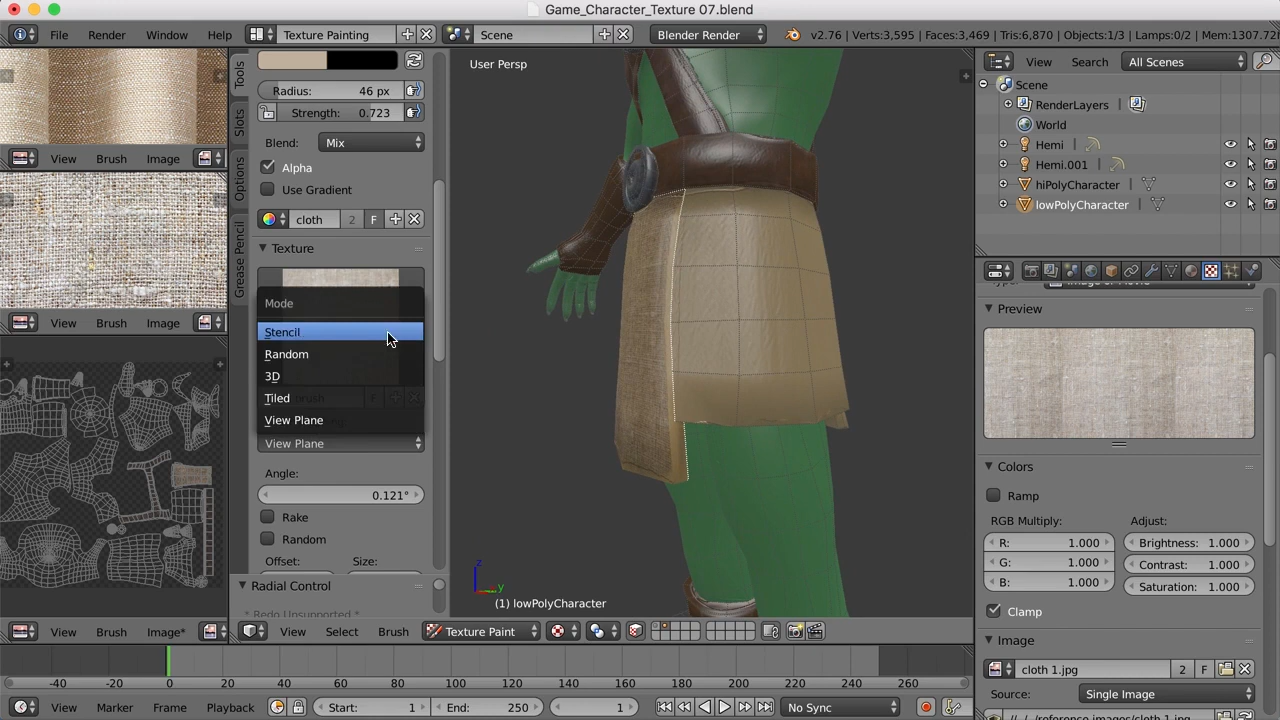 Game_Character_Texture 07.blend
File Render Window Help Texture Painting Scene Blender Render v2.76 | Verts:3,595 | Faces:3,469 | Tris:6,870 | Objects:1/3 | Lamps:0/2 | Mem:1307.72
View Brush Image
View Brush Image
View Brush Image*
Tools
Slots
Options
Grease Pencil
Radius: 46 px
Strength: 0.723
Blend: Mix
Alpha
Use Gradient
cloth 2 F
Texture
Mode
Stencil
Random
3D
Tiled
View Plane
View Plane
Angle:
0.121°
Rake
Random
Offset: Size:
Radial Control
User Persp
z
y
(1) lowPolyCharacter
View Select Brush Texture Paint
View Search All Scenes
Scene
RenderLayers
World
Hemi
Hemi.001
hiPolyCharacter
lowPolyCharacter
Preview
Colors
Ramp
RGB Multiply: Adjust:
R: 1.000 Brightness: 1.000
G: 1.000 Contrast: 1.000
B: 1.000 Saturation: 1.000
Clamp
Image
cloth 1.jpg 2 F
Source: Single Image
-40 -20 0 20 40 60 80 100 120 140 160 180 200 220 240 260
View Marker Frame Playback Start: 1 End: 250 1 No Sync